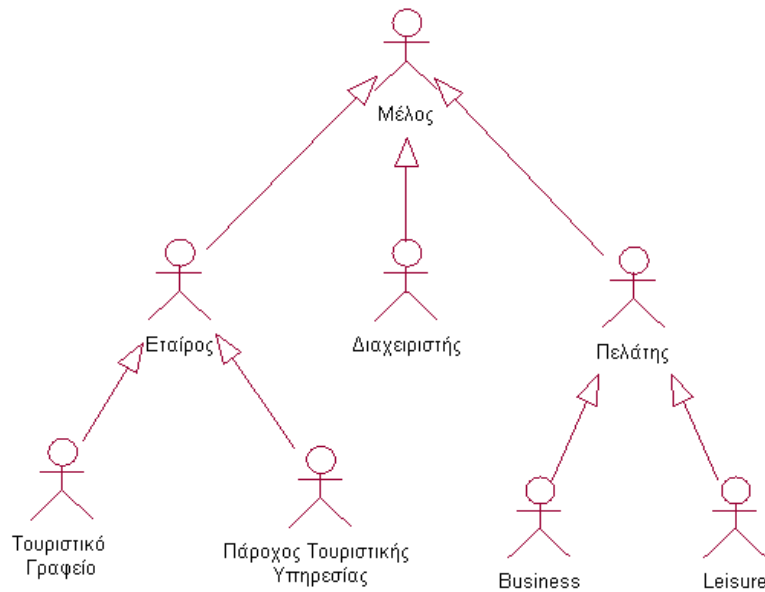 Μέλος
Εταίρος
Διαχειριστής
Πελάτης
Τουριστικό
Γραφείο
Πάροχος Τουριστικής
Υπηρεσίας
Business
Leisure